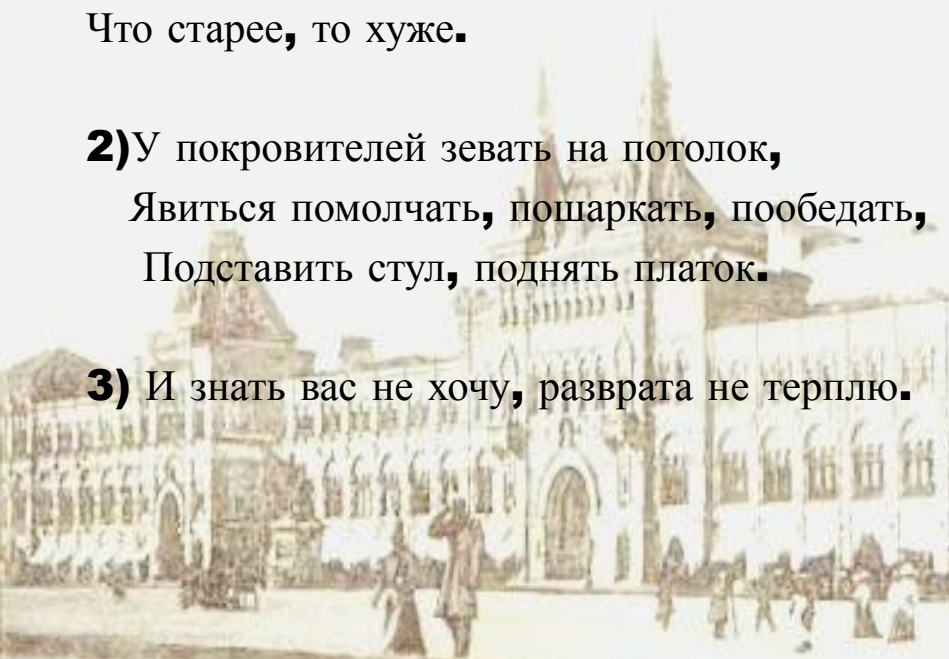 Что старее, то хуже.
2)У покровителей зевать на потолок,
Явиться помолчать, пошаркать, пообедать,
Подставить стул, поднять платок.
3) И знать вас не хочу, разврата не терплю.